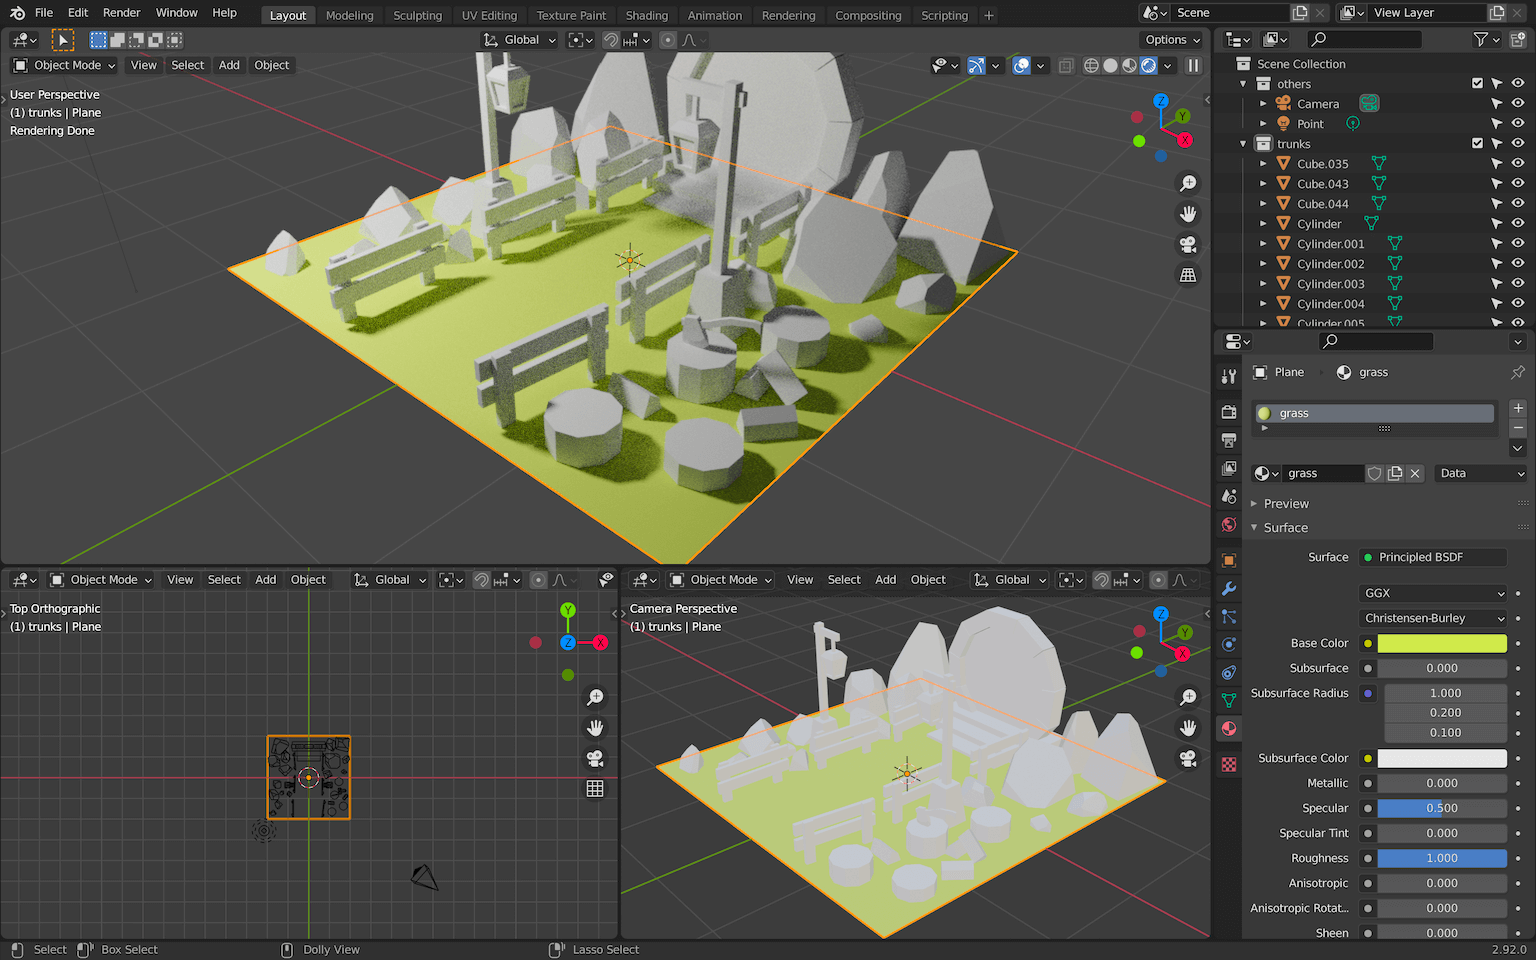 File Edit Render Window Help Layout Modeling Sculpting UV Editing Texture Paint Shading Animation Rendering Compositing Scripting + Scene View Layer
Global Options
Object Mode View Select Add Object
User Perspective
(1) trunks | Plane
Rendering Done
Z
Y
X
Scene Collection
others
Camera
Point
trunks
Cube.035
Cube.043
Cube.044
Cylinder
Cylinder.001
Cylinder.002
Cylinder.003
Cylinder.004
Cylinder.005
Plane grass
grass
grass Data
Preview
Surface
Surface Principled BSDF
GGX
Christensen-Burley
Base Color
Subsurface 0.000
Subsurface Radius 1.000
0.200
0.100
Subsurface Color
Metallic 0.000
Specular 0.500
Specular Tint 0.000
Roughness 1.000
Anisotropic 0.000
Anisotropic Rotat... 0.000
Sheen 0.000
Object Mode View Select Add Object Global
Top Orthographic
(1) trunks | Plane
Y
Z
X
Object Mode View Select Add Object Global
Camera Perspective
(1) trunks | Plane
Z
Y
X
Select Box Select Dolly View Lasso Select 2.92.0